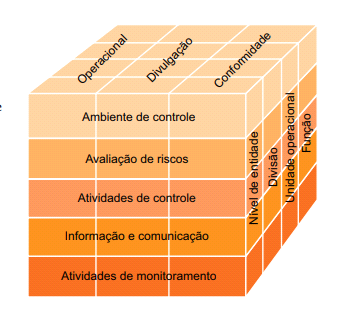 e
Operacional
Divulgação
Conformidade
Ambiente de controle
Avaliação de riscos
Atividades de controle
Informação e comunicação
Atividades de monitoramento
Nível de entidade
Divisão
Unidade operacional
Função